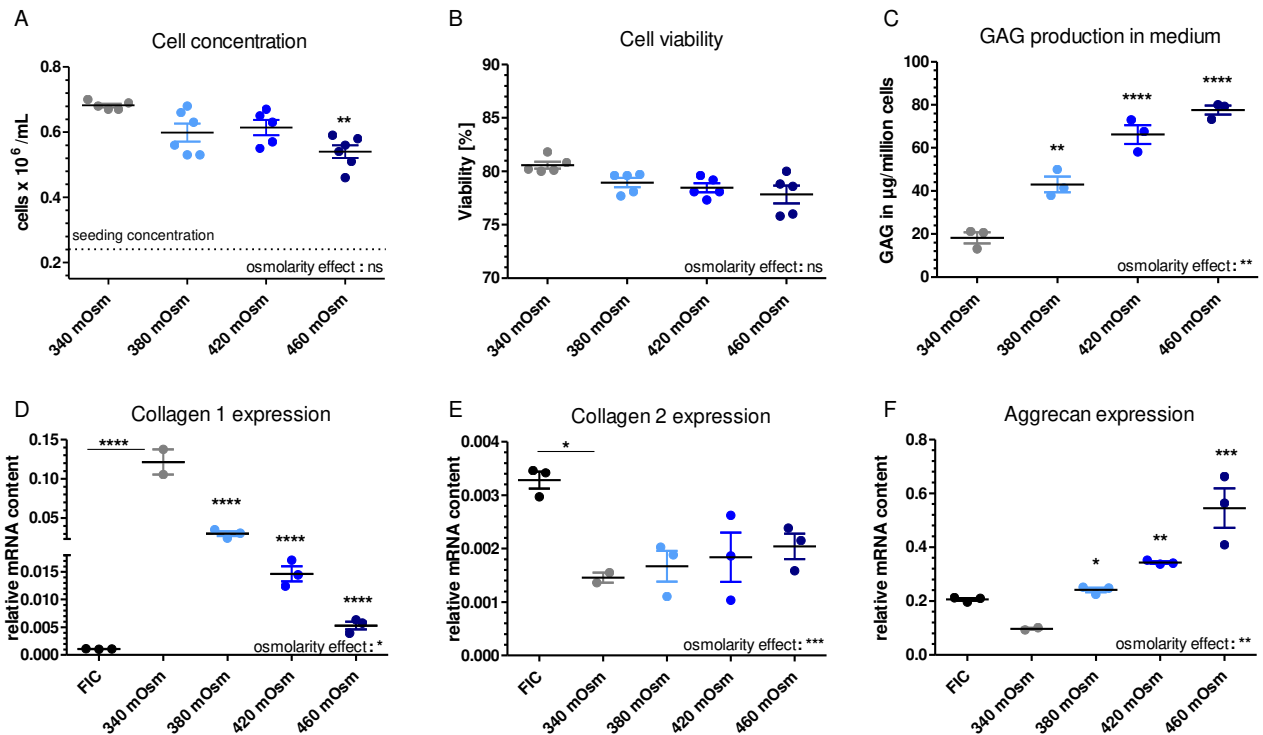 A
Cell concentration
cells x 10⁶ /mL
0.8
0.6
0.4
0.2
**
seeding concentration
osmolarity effect : ns
340 mOsm
380 mOsm
420 mOsm
460 mOsm
B
Cell viability
Viability [%]
90
85
80
75
70
osmolarity effect : ns
340 mOsm
380 mOsm
420 mOsm
460 mOsm
C
GAG production in medium
GAG in µg/million cells
100
80
60
40
20
0
**
****
****
osmolarity effect : **
340 mOsm
380 mOsm
420 mOsm
460 mOsm
D
Collagen 1 expression
relative mRNA content
0.15
0.10
0.05
0.015
0.010
0.005
0.000
****
****
****
****
osmolarity effect : *
FIC
340 mOsm
380 mOsm
420 mOsm
460 mOsm
E
Collagen 2 expression
relative mRNA content
0.004
0.003
0.002
0.001
0.000
*
osmolarity effect : ***
FIC
340 mOsm
380 mOsm
420 mOsm
460 mOsm
F
Aggrecan expression
relative mRNA content
0.8
0.6
0.4
0.2
0.0
*
**
***
osmolarity effect : **
FIC
340 mOsm
380 mOsm
420 mOsm
460 mOsm